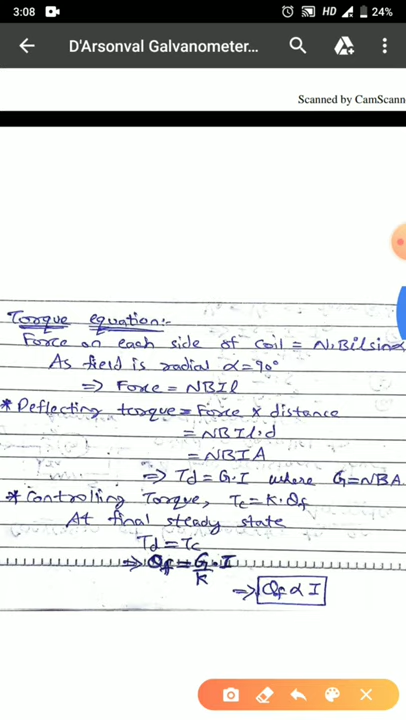 3:08 HD 24%
D'Arsonval Galvanometer...
Scanned by CamScann
Torque equation:-
Force on each side of coil = N.Bilsinα
As field is radial α=90°
⇒ Force = NBIl
* Deflecting torque = Force × distance
= NBIl.d
= NBIA
⇒ Td = G.I where G=NBA.
* Controlling Torque, Tc = K.θf
At final steady state
Td = Tc
⇒ θf = G/K . I
⇒ θf α I